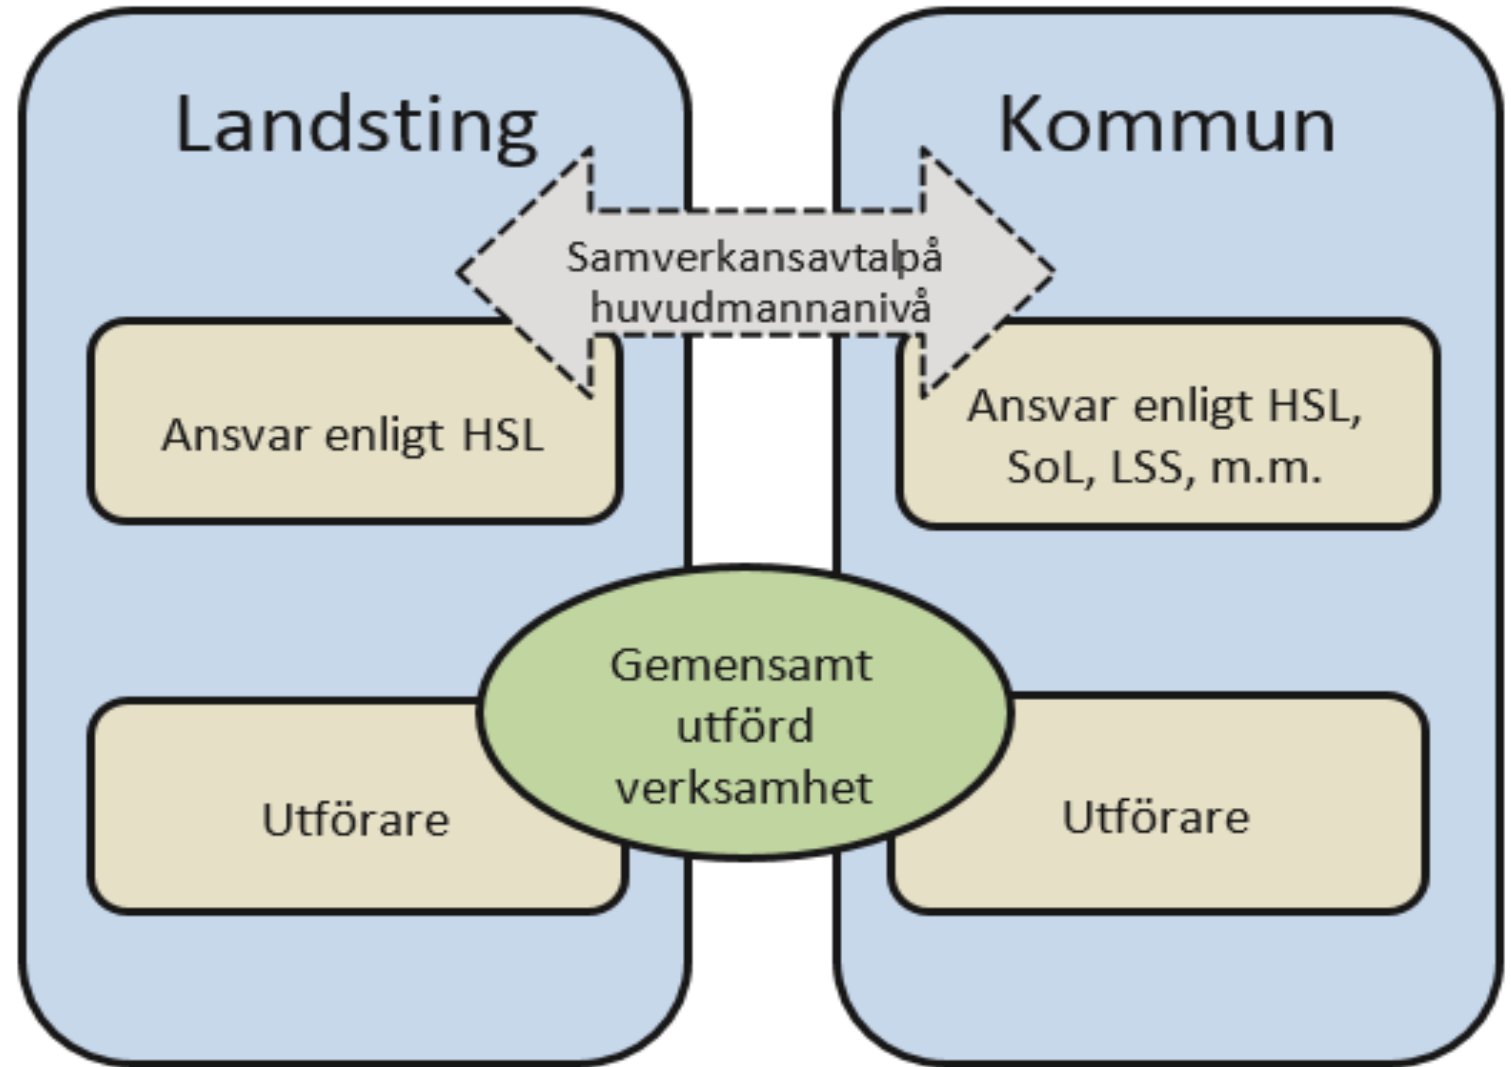 Landsting
Kommun
Samverkansavtal på
huvudmannanivå
Ansvar enligt HSL
Ansvar enligt HSL,
SoL, LSS, m.m.
Gemensamt
utförd
verksamhet
Utförare
Utförare